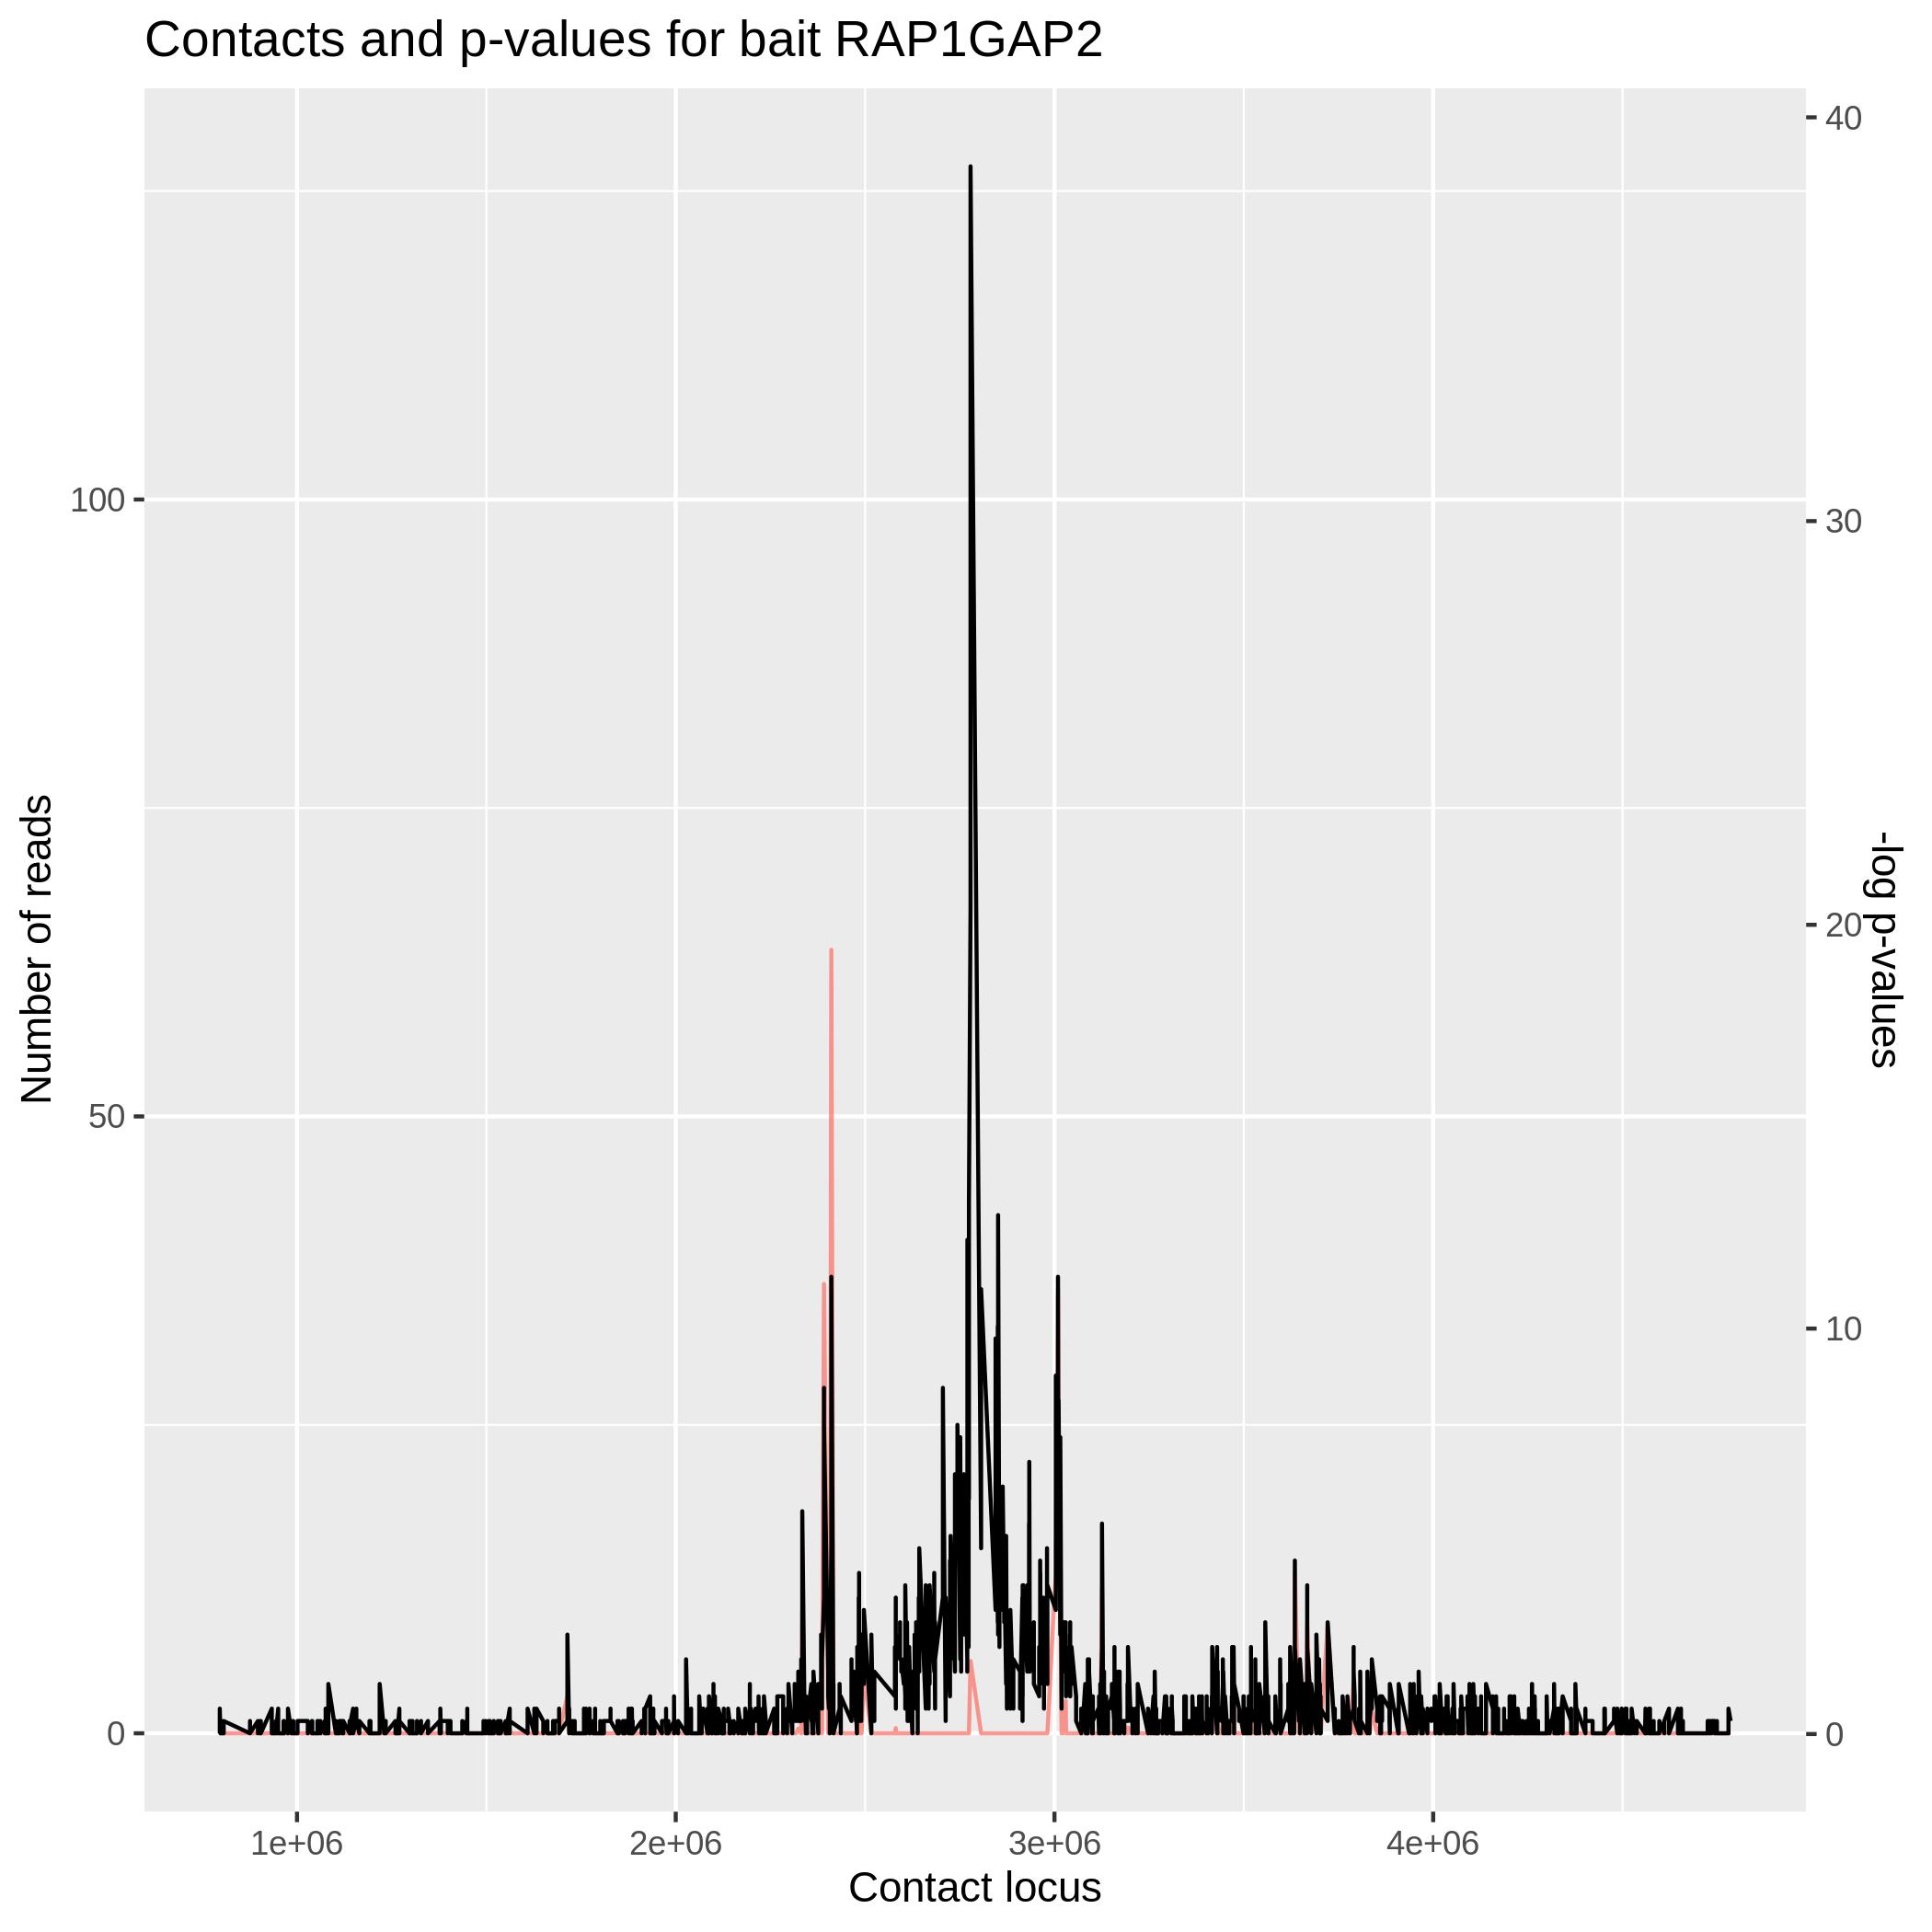 Contacts and p-values for bait RAP1GAP2
Number of reads
100
50
0
40
30
20
10
0
-log p-values
1e+06
2e+06
3e+06
4e+06
Contact locus